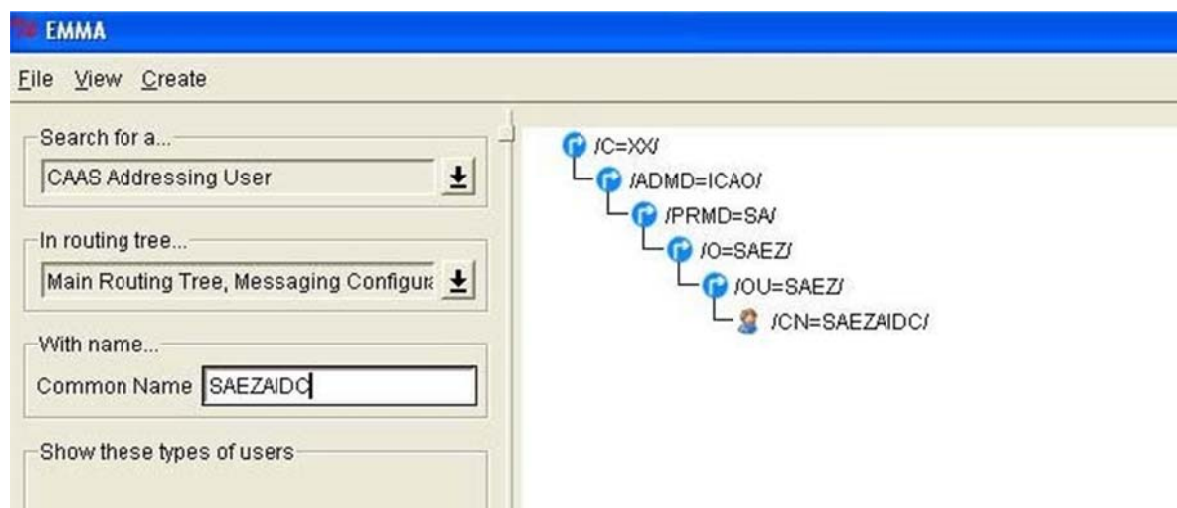 EMMA
File View Create
Search for a...
CAAS Addressing User
In routing tree...
Main Routing Tree, Messaging Configur
With name...
Common Name SAEZAIDC
Show these types of users
/C=XX/
/ADMD=ICAO/
/PRMD=SA/
/O=SAEZ/
/OU=SAEZ/
/CN=SAEZAIDC/